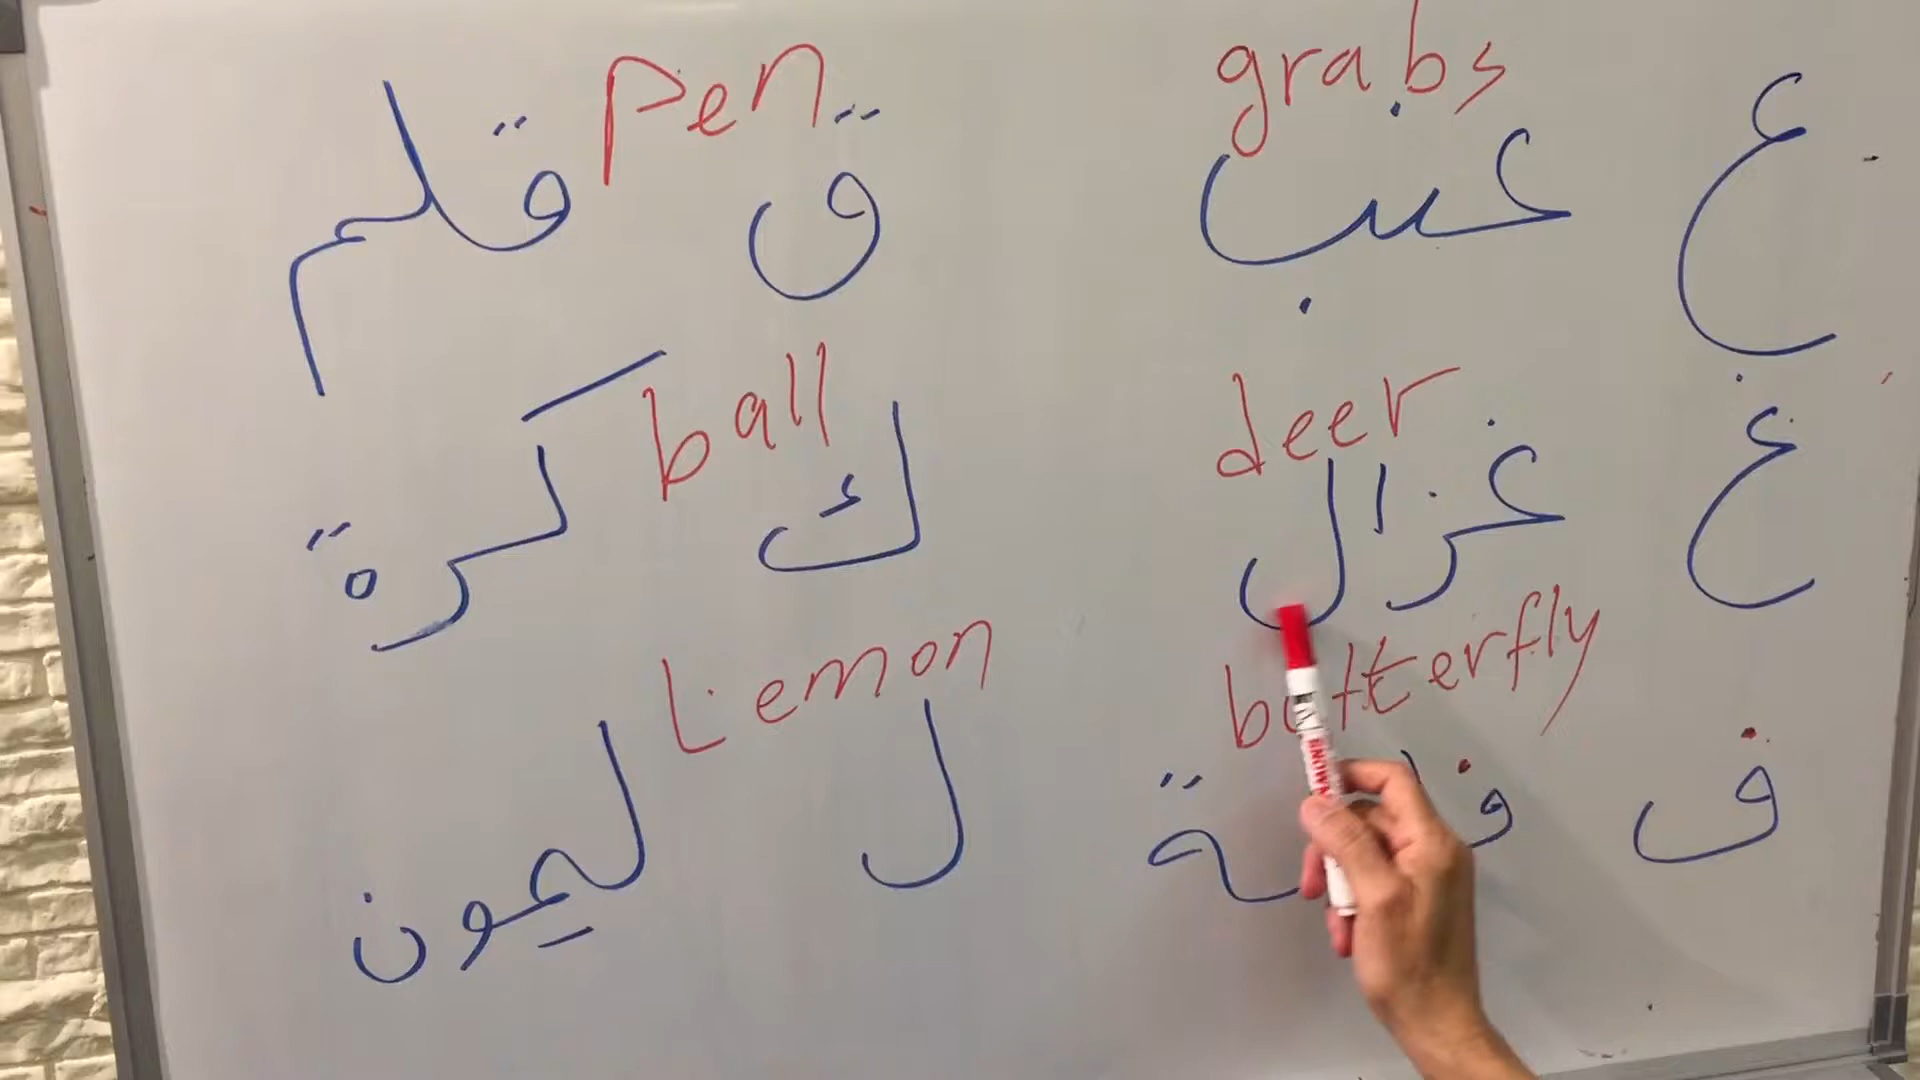 grabs
ع عنب
deer
غ غزال
butterfly
ف
pen
ق قلم
ball
ك كرة
Lemon
ل ليمون